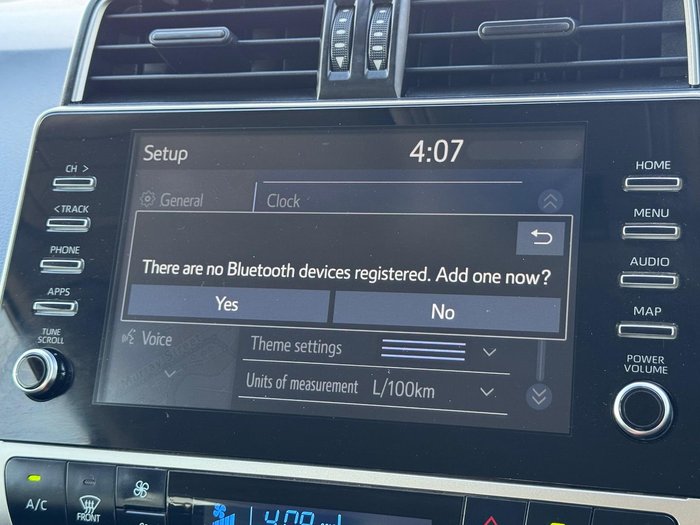 CH >
< TRACK
PHONE
APPS
TUNE
SCROLL
Setup
4:07
General
Clock
There are no Bluetooth devices registered. Add one now?
Yes
No
Voice
Theme settings
Units of measurement L/100km
HOME
MENU
AUDIO
MAP
POWER
VOLUME
A/C
FRONT